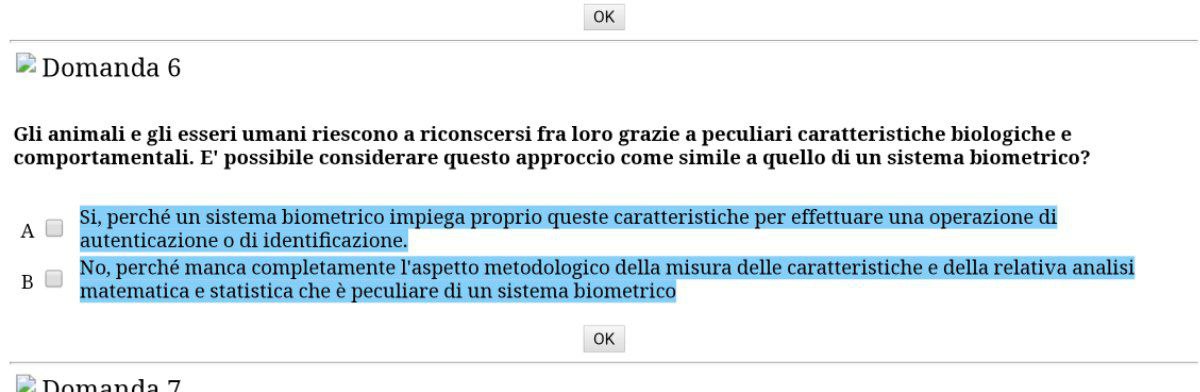 OK
Domanda 6
Gli animali e gli esseri umani riescono a riconscersi fra loro grazie a peculiari caratteristiche biologiche e
comportamentali. E' possibile considerare questo approccio come simile a quello di un sistema biometrico?
A Si, perché un sistema biometrico impiega proprio queste caratteristiche per effettuare una operazione di
autenticazione o di identificazione.
B No, perché manca completamente l'aspetto metodologico della misura delle caratteristiche e della relativa analisi
matematica e statistica che è peculiare di un sistema biometrico
OK
Domanda 7